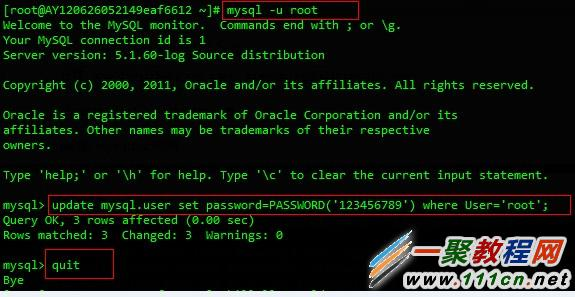 [root@AY120626052149eaf6612 ~]# mysql -u root
Welcome to the MySQL monitor.  Commands end with ; or \g.
Your MySQL connection id is 1
Server version: 5.1.60-log Source distribution
Copyright (c) 2000, 2011, Oracle and/or its affiliates. All rights reserved.
Oracle is a registered trademark of Oracle Corporation and/or its
affiliates. Other names may be trademarks of their respective
owners.
Type 'help;' or '\h' for help. Type '\c' to clear the current input statement.
mysql> update mysql.user set password=PASSWORD('123456789') where User='root';
Query OK, 3 rows affected (0.00 sec)
Rows matched: 3  Changed: 3  Warnings: 0
mysql> quit
Bye
一聚教程网
www.111cn.net